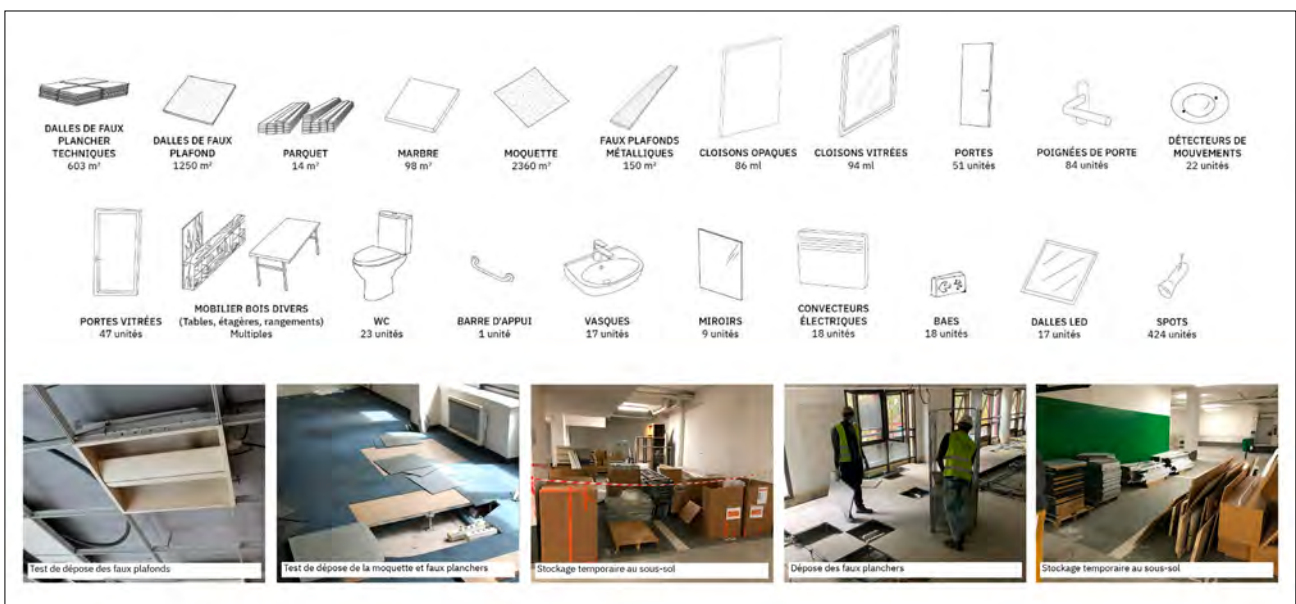 DALLES DE FAUX
PLANCHER
TECHNIQUES
603 m²
DALLES DE FAUX
PLAFOND
1250 m²
PARQUET
14 m²
MARBRE
98 m²
MOQUETTE
2360 m²
FAUX PLAFONDS
MÉTALLIQUES
150 m²
CLOISONS OPAQUES
86 ml
CLOISONS VITRÉES
94 ml
PORTES
51 unités
POIGNÉES DE PORTE
84 unités
DÉTECTEURS DE
MOUVEMENTS
22 unités
PORTES VITRÉES
47 unités
MOBILIER BOIS DIVERS
(Tables, étagères, rangements)
Multiples
WC
23 unités
BARRE D'APPUI
1 unité
VASQUES
17 unités
MIROIRS
9 unités
CONVECTEURS
ÉLECTRIQUES
18 unités
BAES
18 unités
DALLES LED
17 unités
SPOTS
424 unités
Test de dépose des faux plafonds
Test de dépose de la moquette et faux planchers
Stockage temporaire au sous-sol
Dépose des faux planchers
Stockage temporaire au sous-sol